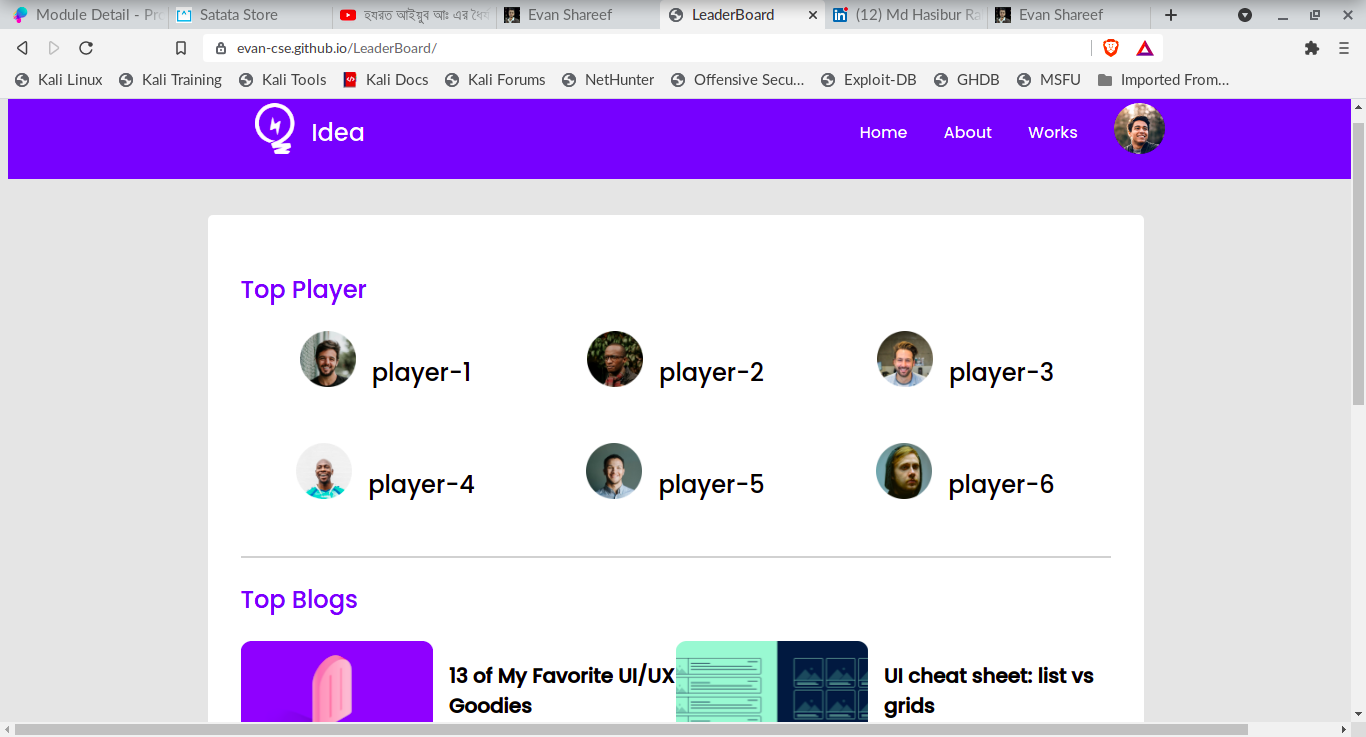 Module Detail - Pro
Satata Store
হযরত আইয়ুব আঃ এর ধৈর্য
Evan Shareef
LeaderBoard
(12) Md Hasibur Ra
Evan Shareef
evan-cse.github.io/LeaderBoard/
Kali Linux
Kali Training
Kali Tools
Kali Docs
Kali Forums
NetHunter
Offensive Secu...
Exploit-DB
GHDB
MSFU
Imported From...
Idea
Home
About
Works
Top Player
player-1
player-2
player-3
player-4
player-5
player-6
Top Blogs
13 of My Favorite UI/UX
Goodies
UI cheat sheet: list vs
grids